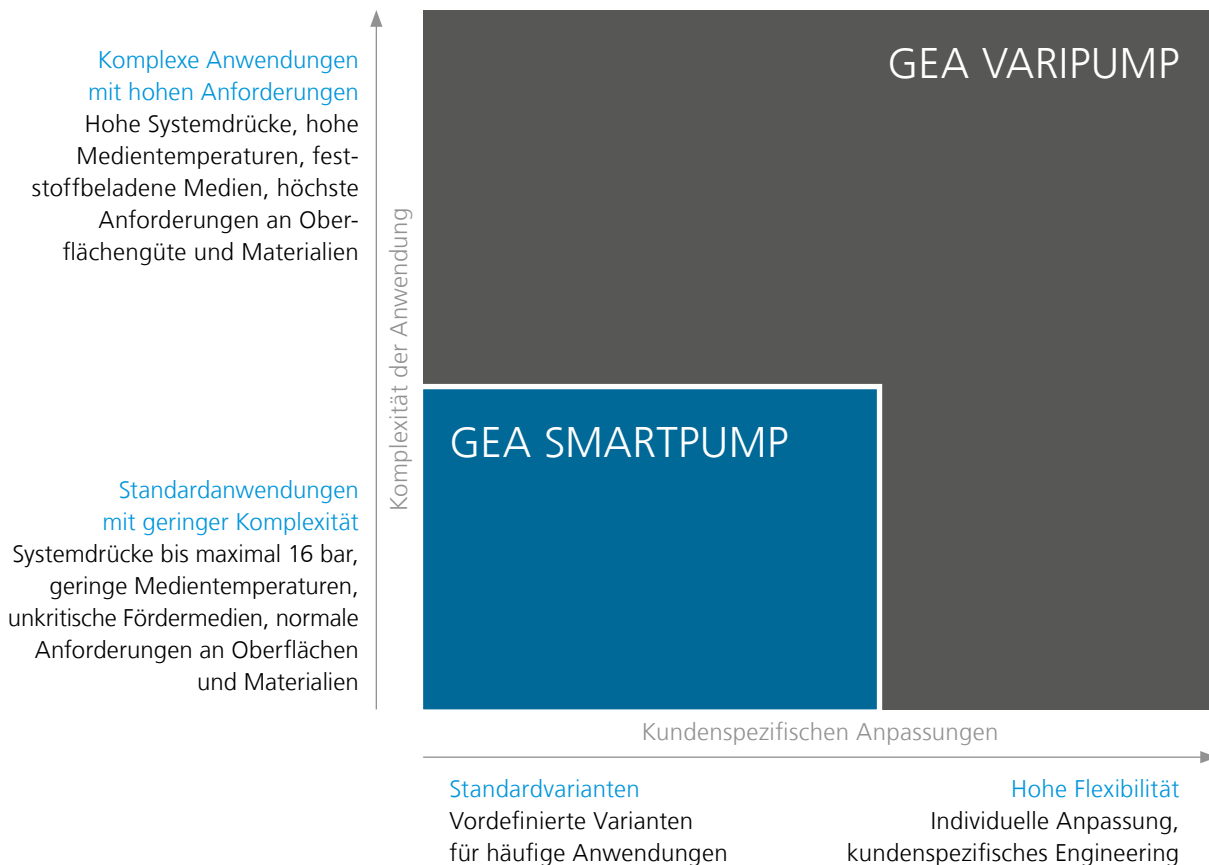 Komplexe Anwendungen
mit hohen Anforderungen
Hohe Systemdrücke, hohe
Medientemperaturen, fest-
stoffbeladene Medien, höchste
Anforderungen an Ober-
flächengüte und Materialien
Standardanwendungen
mit geringer Komplexität
Systemdrücke bis maximal 16 bar,
geringe Medientemperaturen,
unkritische Fördermedien, normale
Anforderungen an Oberflächen
und Materialien
Komplexität der Anwendung
GEA VARIPUMP
GEA SMARTPUMP
Kundenspezifischen Anpassungen
Standardvarianten
Vordefinierte Varianten
für häufige Anwendungen
Hohe Flexibilität
Individuelle Anpassung,
kundenspezifisches Engineering